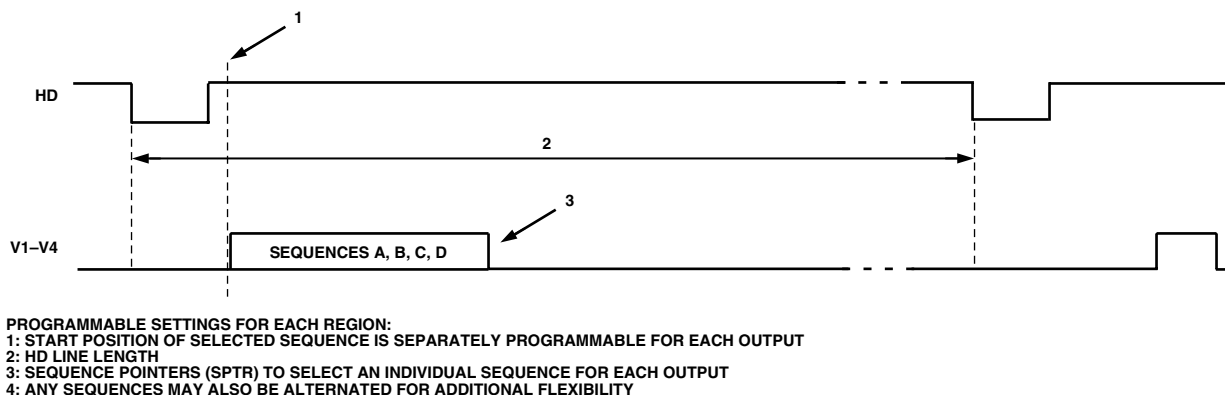 1
HD
2
3
V1–V4
SEQUENCES A, B, C, D
PROGRAMMABLE SETTINGS FOR EACH REGION:
1: START POSITION OF SELECTED SEQUENCE IS SEPARATELY PROGRAMMABLE FOR EACH OUTPUT
2: HD LINE LENGTH
3: SEQUENCE POINTERS (SPTR) TO SELECT AN INDIVIDUAL SEQUENCE FOR EACH OUTPUT
4: ANY SEQUENCES MAY ALSO BE ALTERNATED FOR ADDITIONAL FLEXIBILITY